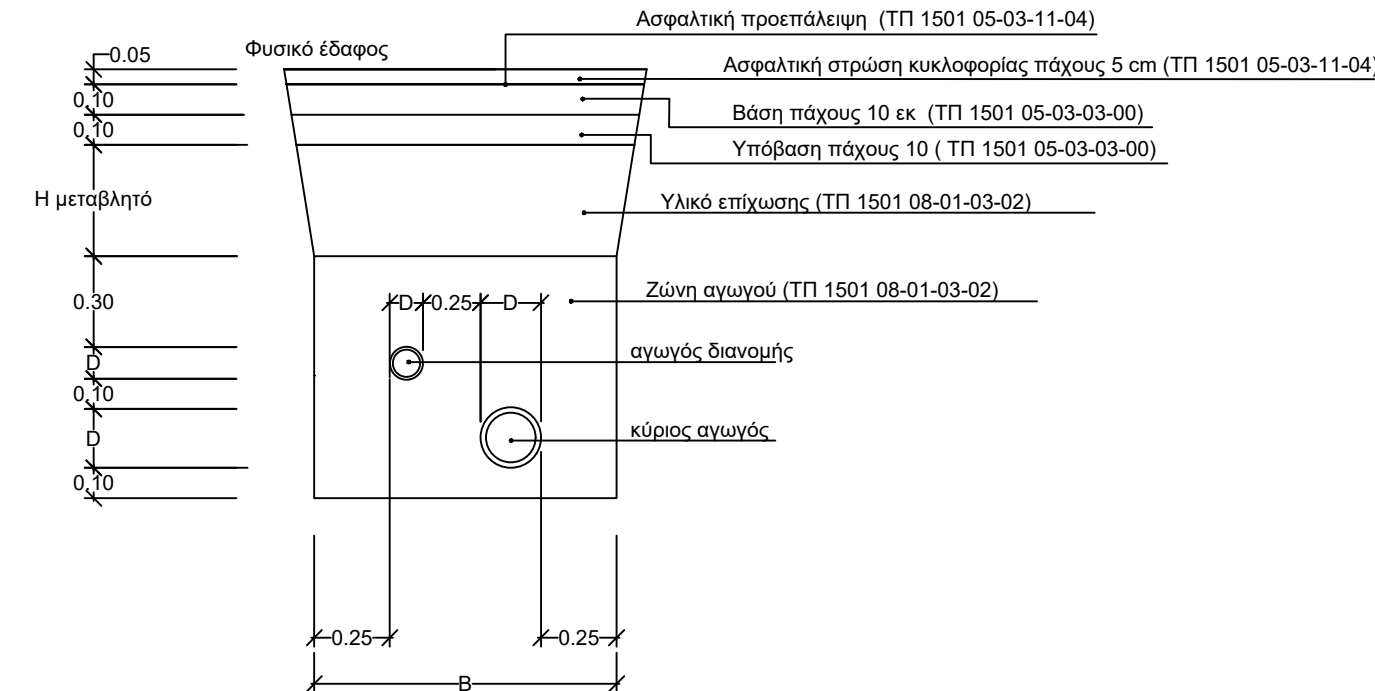 Ασφαλτική προεπάλειψη (ΤΠ 1501 05-03-11-04)
Φυσικό έδαφος
0.05
Ασφαλτική στρώση κυκλοφορίας πάχους 5 cm (ΤΠ 1501 05-03-11-04)
0.10
Βάση πάχους 10 εκ (ΤΠ 1501 05-03-03-00)
0.10
Υπόβαση πάχους 10 ( ΤΠ 1501 05-03-03-00)
Η μεταβλητό
Υλικό επίχωσης (ΤΠ 1501 08-01-03-02)
Ζώνη αγωγού (ΤΠ 1501 08-01-03-02)
0.30
D 0.25 D
αγωγός διανομής
D
0.10
κύριος αγωγός
D
0.10
0.25 0.25
B